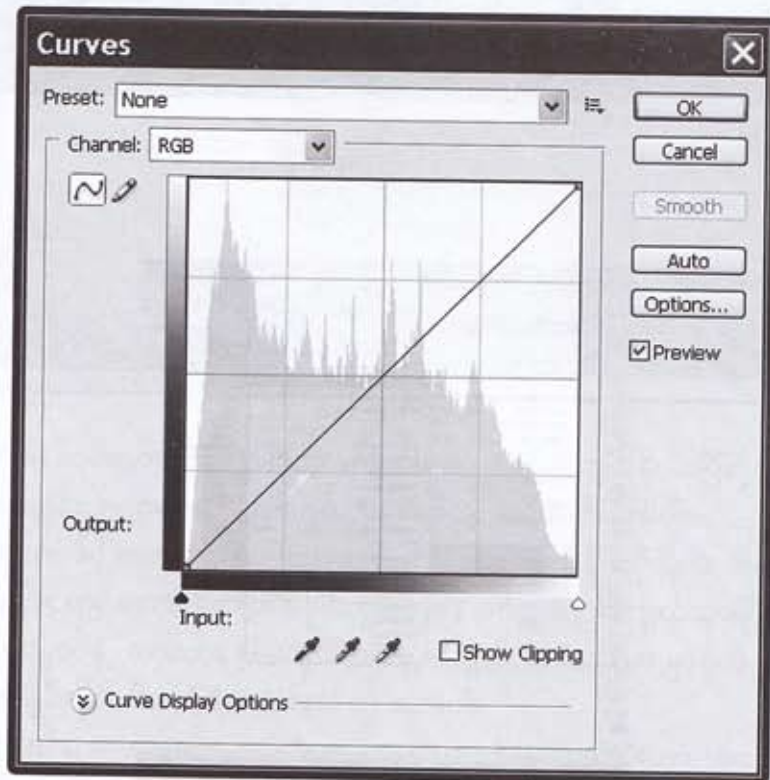 Curves
Preset: None
OK
Channel: RGB
Cancel
Smooth
Auto
Options...
Preview
Output:
Input:
Show Clipping
Curve Display Options